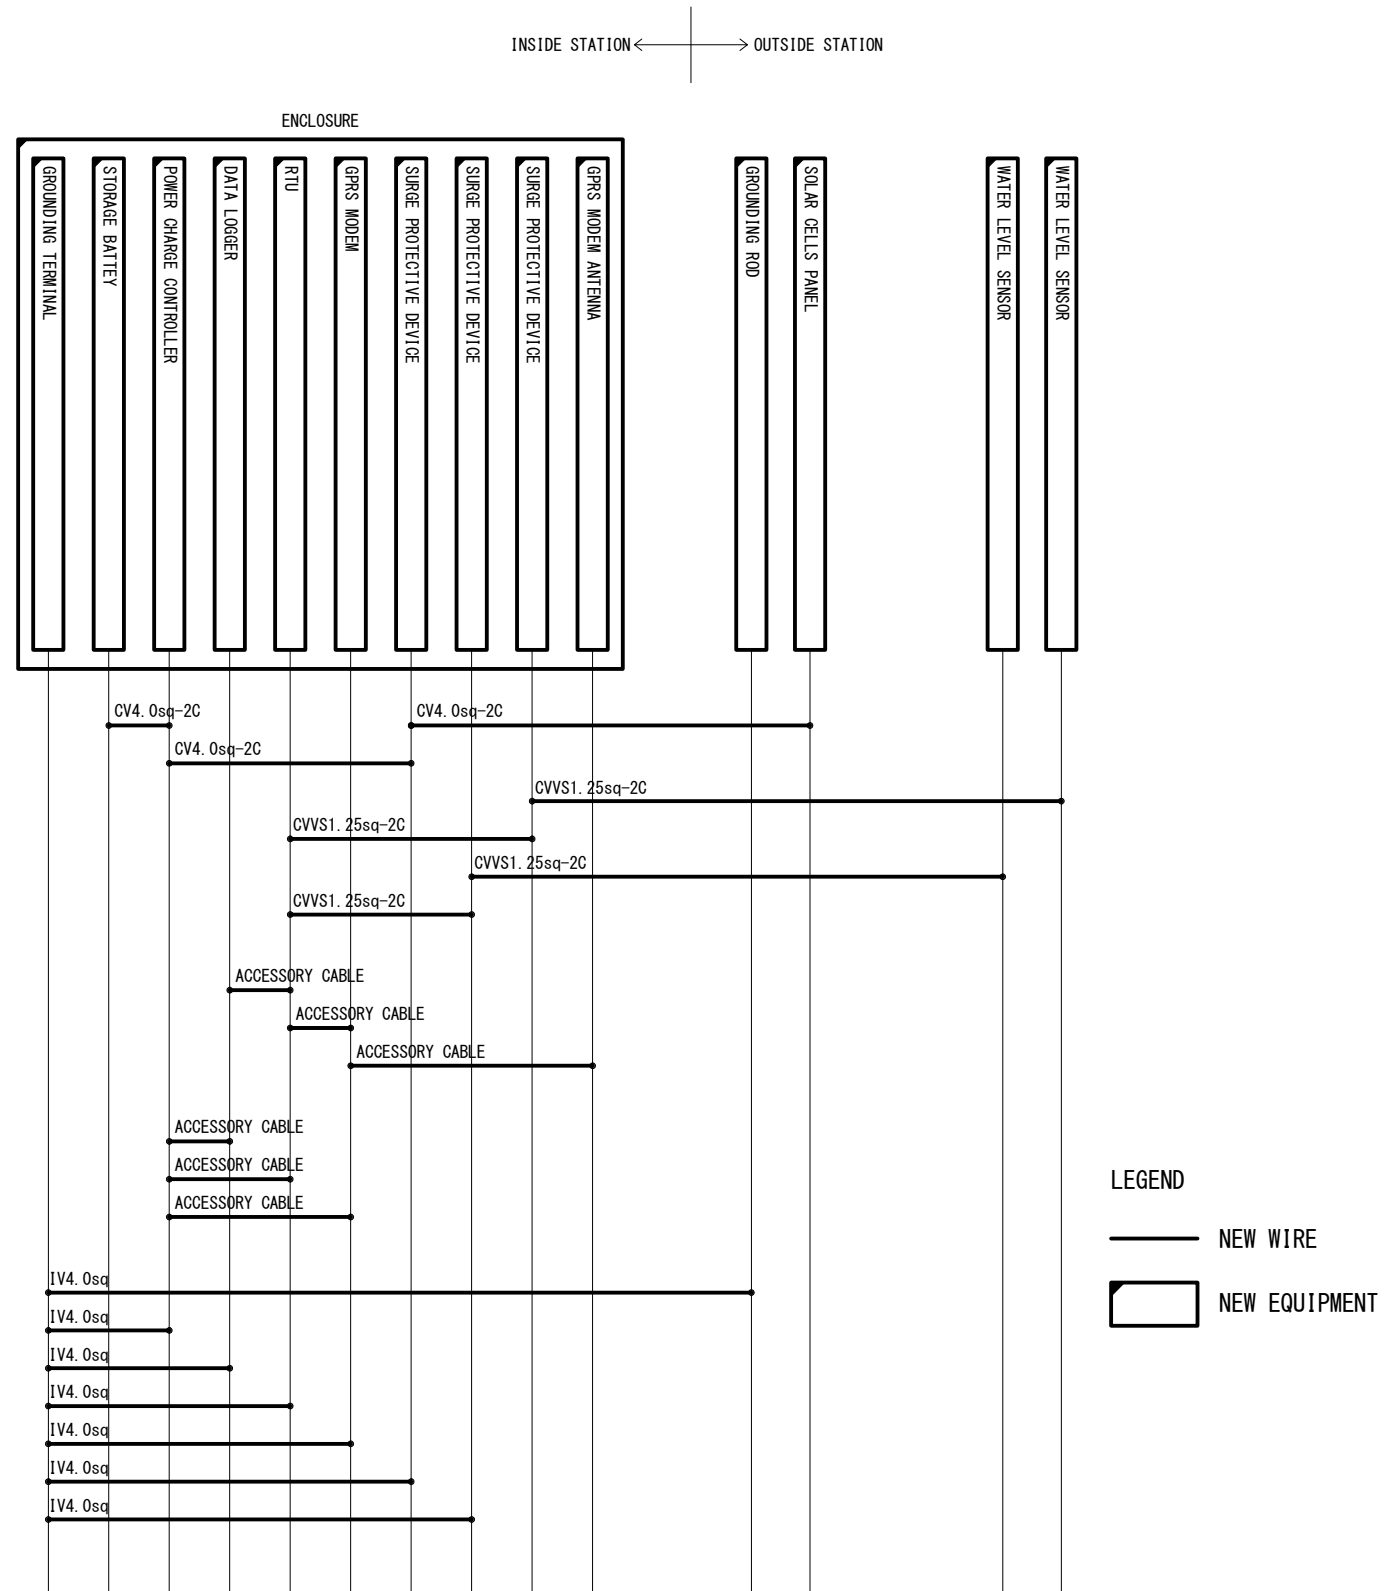 INSIDE STATION
OUTSIDE STATION
ENCLOSURE
GROUNDING TERMINAL
STORAGE BATTEY
POWER CHARGE CONTROLLER
DATA LOGGER
RTU
GPRS MODEM
SURGE PROTECTIVE DEVICE
SURGE PROTECTIVE DEVICE
SURGE PROTECTIVE DEVICE
GPRS MODEM ANTENNA
GROUNDING ROD
SOLAR CELLS PANEL
WATER LEVEL SENSOR
WATER LEVEL SENSOR
CV4.0sq-2C
CV4.0sq-2C
CV4.0sq-2C
CVVS1.25sq-2C
CVVS1.25sq-2C
CVVS1.25sq-2C
CVVS1.25sq-2C
ACCESSORY CABLE
ACCESSORY CABLE
ACCESSORY CABLE
ACCESSORY CABLE
ACCESSORY CABLE
ACCESSORY CABLE
IV4.0sq
IV4.0sq
IV4.0sq
IV4.0sq
IV4.0sq
IV4.0sq
IV4.0sq
LEGEND
NEW WIRE
NEW EQUIPMENT